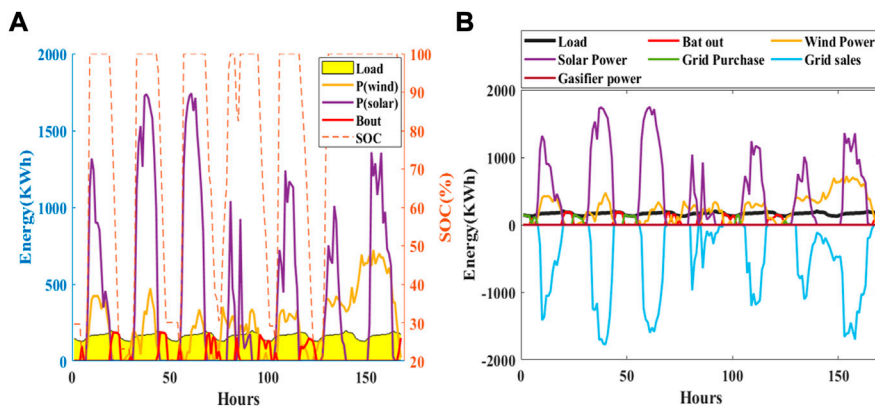 A
Energy(KWh)
2000
1500
1000
500
0
Load
P(wind)
P(solar)
Bout
SOC
100
90
80
70
60
50
40
30
20
SOC(%)
0 50 100 150
Hours
B
Load Bat out Wind Power
Solar Power Grid Purchase Grid sales
Gasifier power
Energy(KWh)
2000
1000
0
-1000
-2000
0 50 100 150
Hours